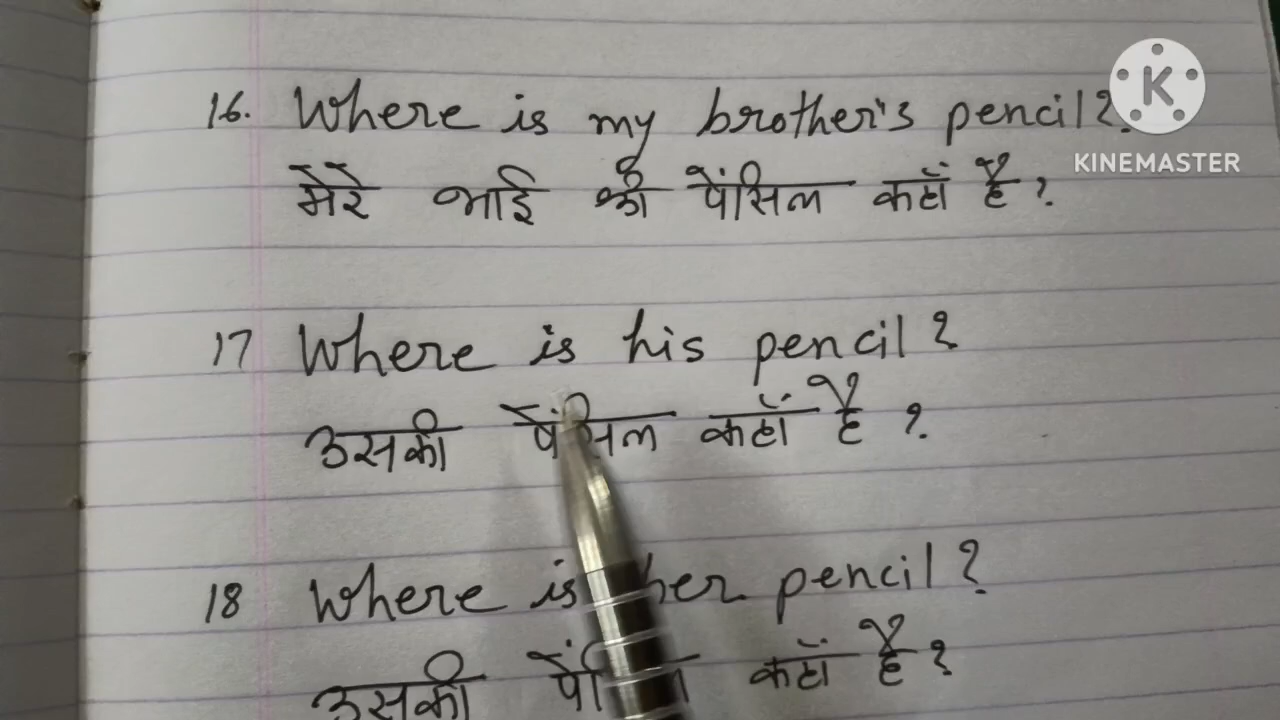 16. Where is my brother's pencil?
मेरे भाई की पेंसिल कहाँ है ?
17 Where is his pencil?
उसकी पेंसिल कहाँ है ?
18 Where is her pencil?
उसकी पेंसिल कहाँ है ?
KINEMASTER